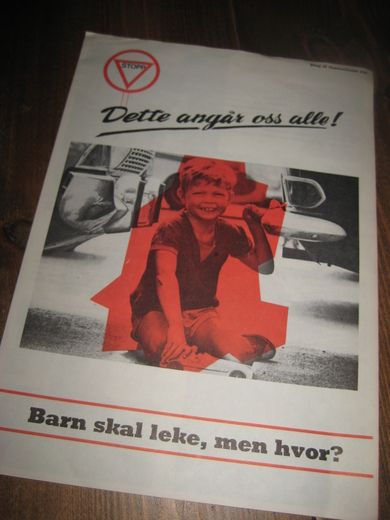 STOPP
Dette angår oss alle!
Barn skal leke, men hvor?